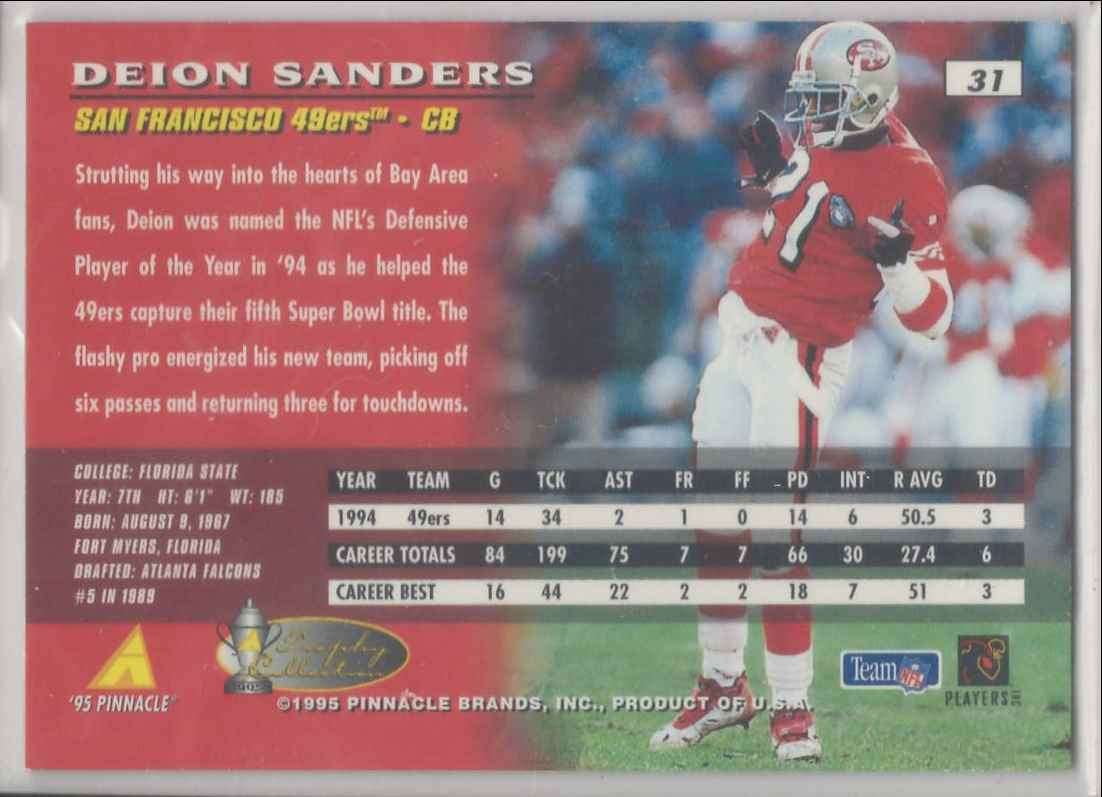 DEION SANDERS
31
SAN FRANCISCO 49ers™ • CB
Strutting his way into the hearts of Bay Area
fans, Deion was named the NFL's Defensive
Player of the Year in '94 as he helped the
49ers capture their fifth Super Bowl title. The
flashy pro energized his new team, picking off
six passes and returning three for touchdowns.
21
SF
COLLEGE: FLORIDA STATE
YEAR: 7TH HT: 6'1" WT: 185
BORN: AUGUST 9, 1967
FORT MYERS, FLORIDA
DRAFTED: ATLANTA FALCONS
#5 IN 1989
YEAR TEAM G TCK AST FR FF PD INT R AVG TD
1994 49ers 14 34 2 1 0 14 6 50.5 3
CAREER TOTALS 84 199 75 7 7 66 30 27.4 6
CAREER BEST 16 44 22 2 2 18 7 51 3
Trophy
Collection
1995
'95 PINNACLE
Team NFL
PLAYERS INC
©1995 PINNACLE BRANDS, INC., PRODUCT OF U.S.A.